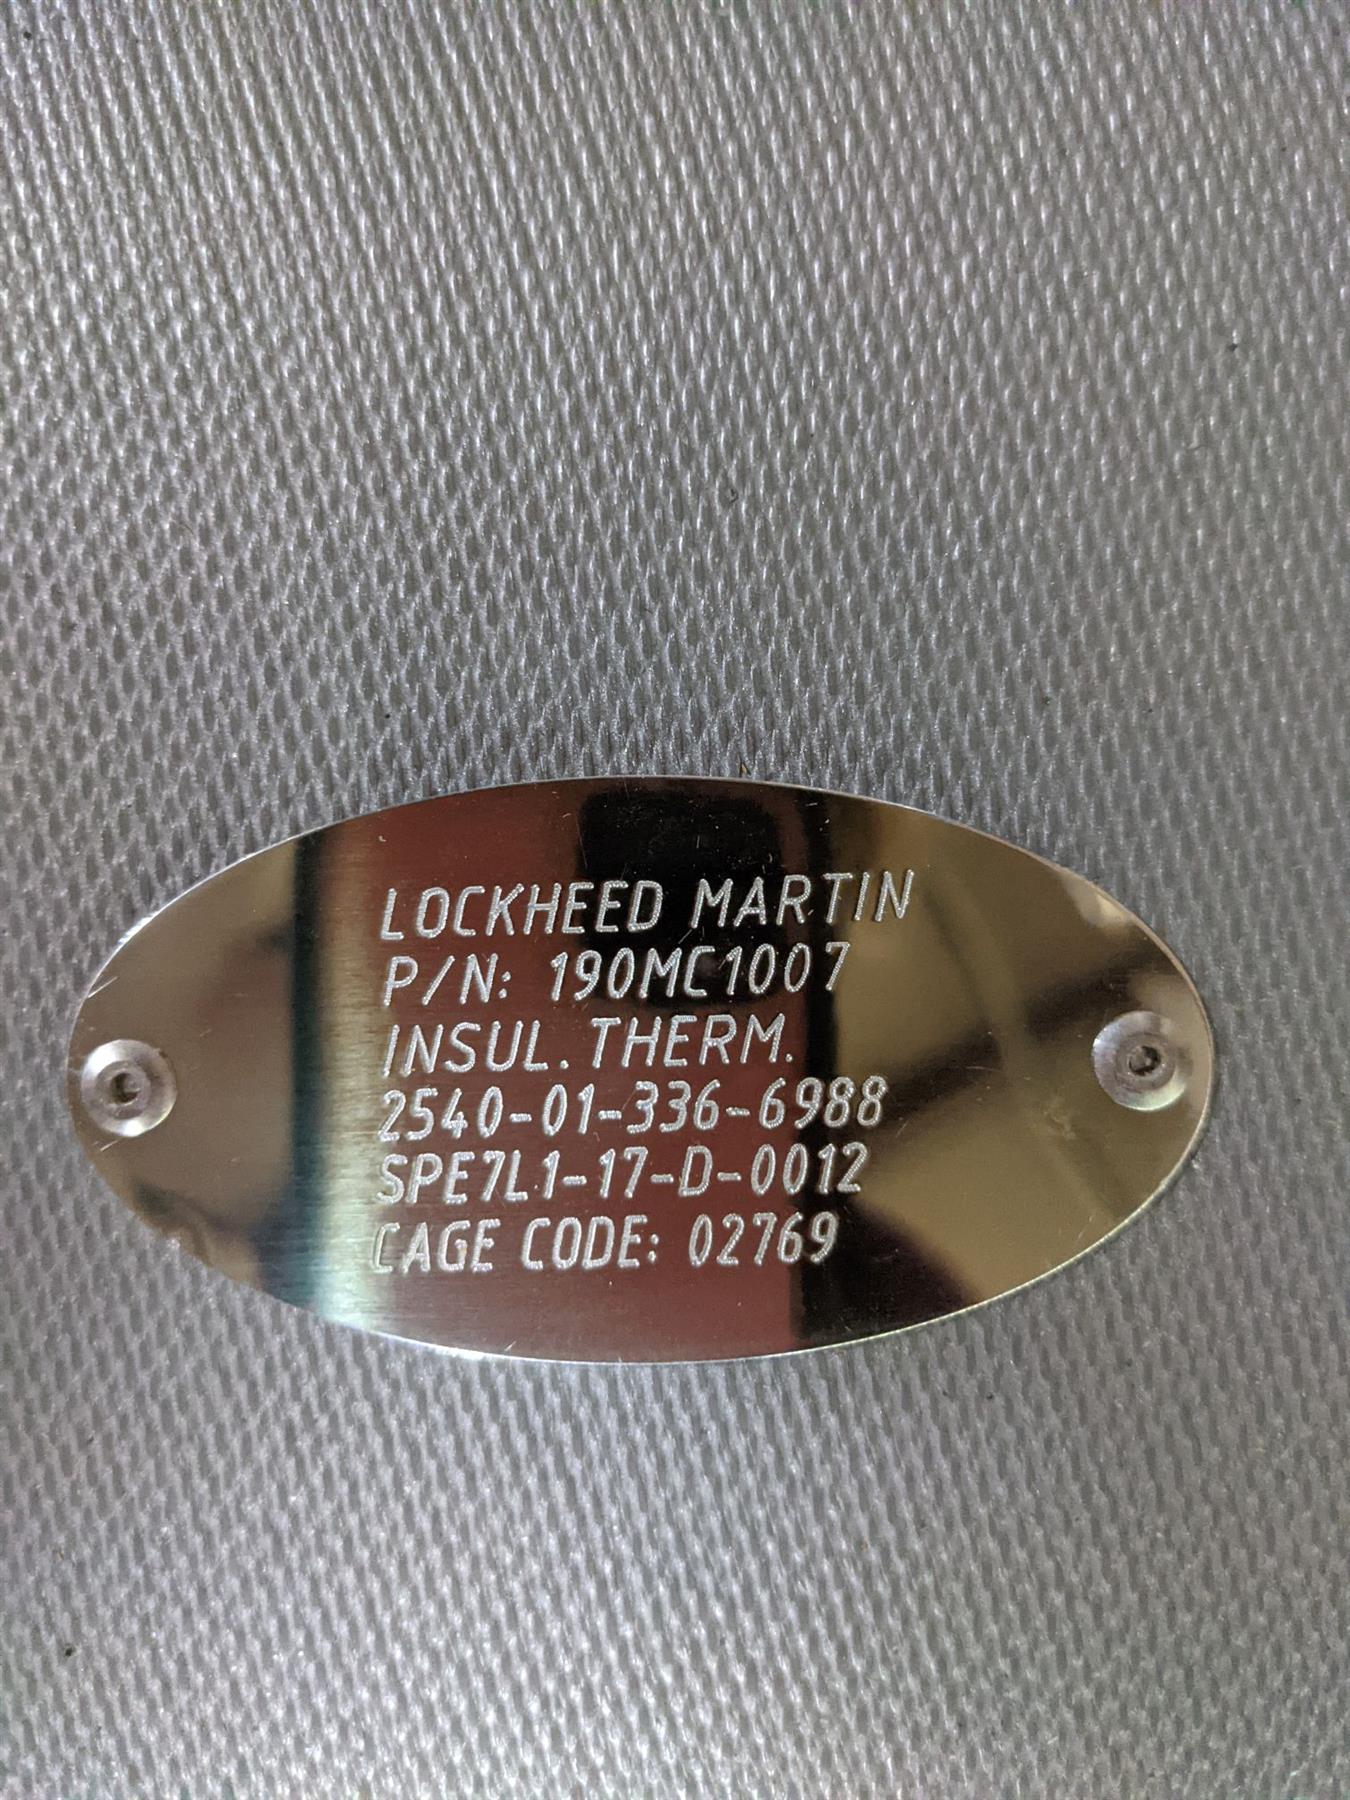 LOCKHEED MARTIN
P/N: 190MC1007
INSUL. THERM.
2540-01-336-6988
SPE7L1-17-D-0012
CAGE CODE: 02769